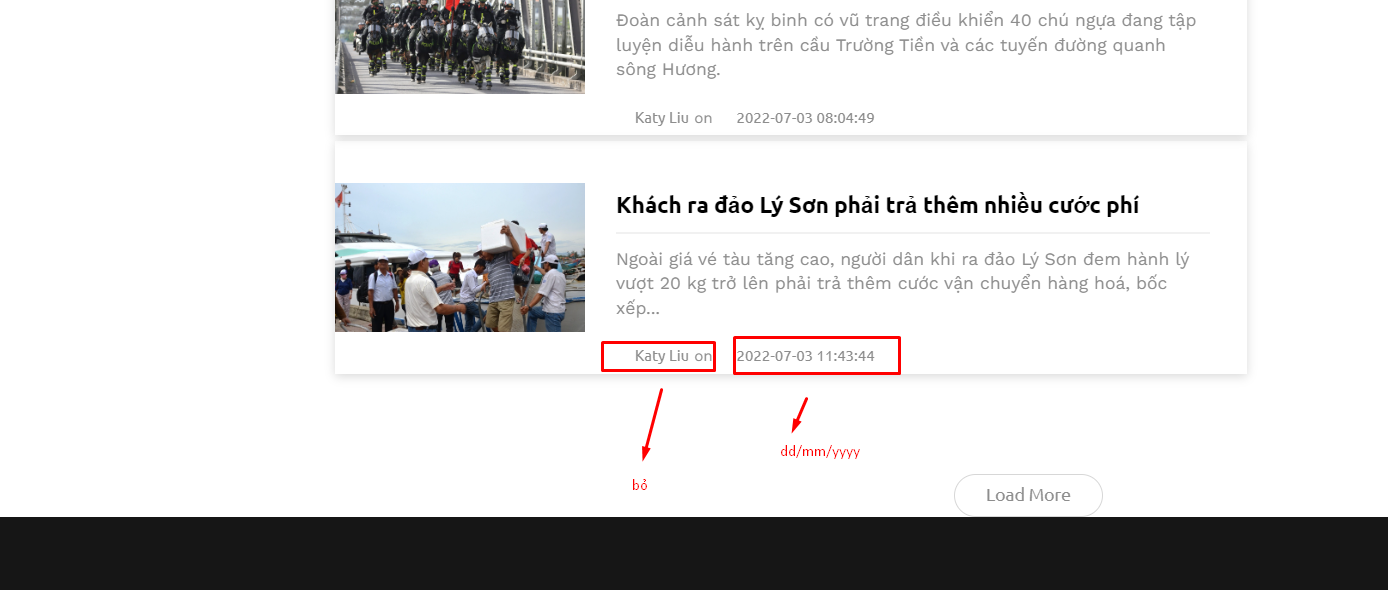 Đoàn cảnh sát kỵ binh có vũ trang điều khiển 40 chú ngựa đang tập
luyện diễu hành trên cầu Trường Tiền và các tuyến đường quanh
sông Hương.
Katy Liu on 2022-07-03 08:04:49
Khách ra đảo Lý Sơn phải trả thêm nhiều cước phí
Ngoài giá vé tàu tăng cao, người dân khi ra đảo Lý Sơn đem hành lý
vượt 20 kg trở lên phải trả thêm cước vận chuyển hàng hoá, bốc
xếp...
Katy Liu on 2022-07-03 11:43:44
dd/mm/yyyy
bỏ
Load More